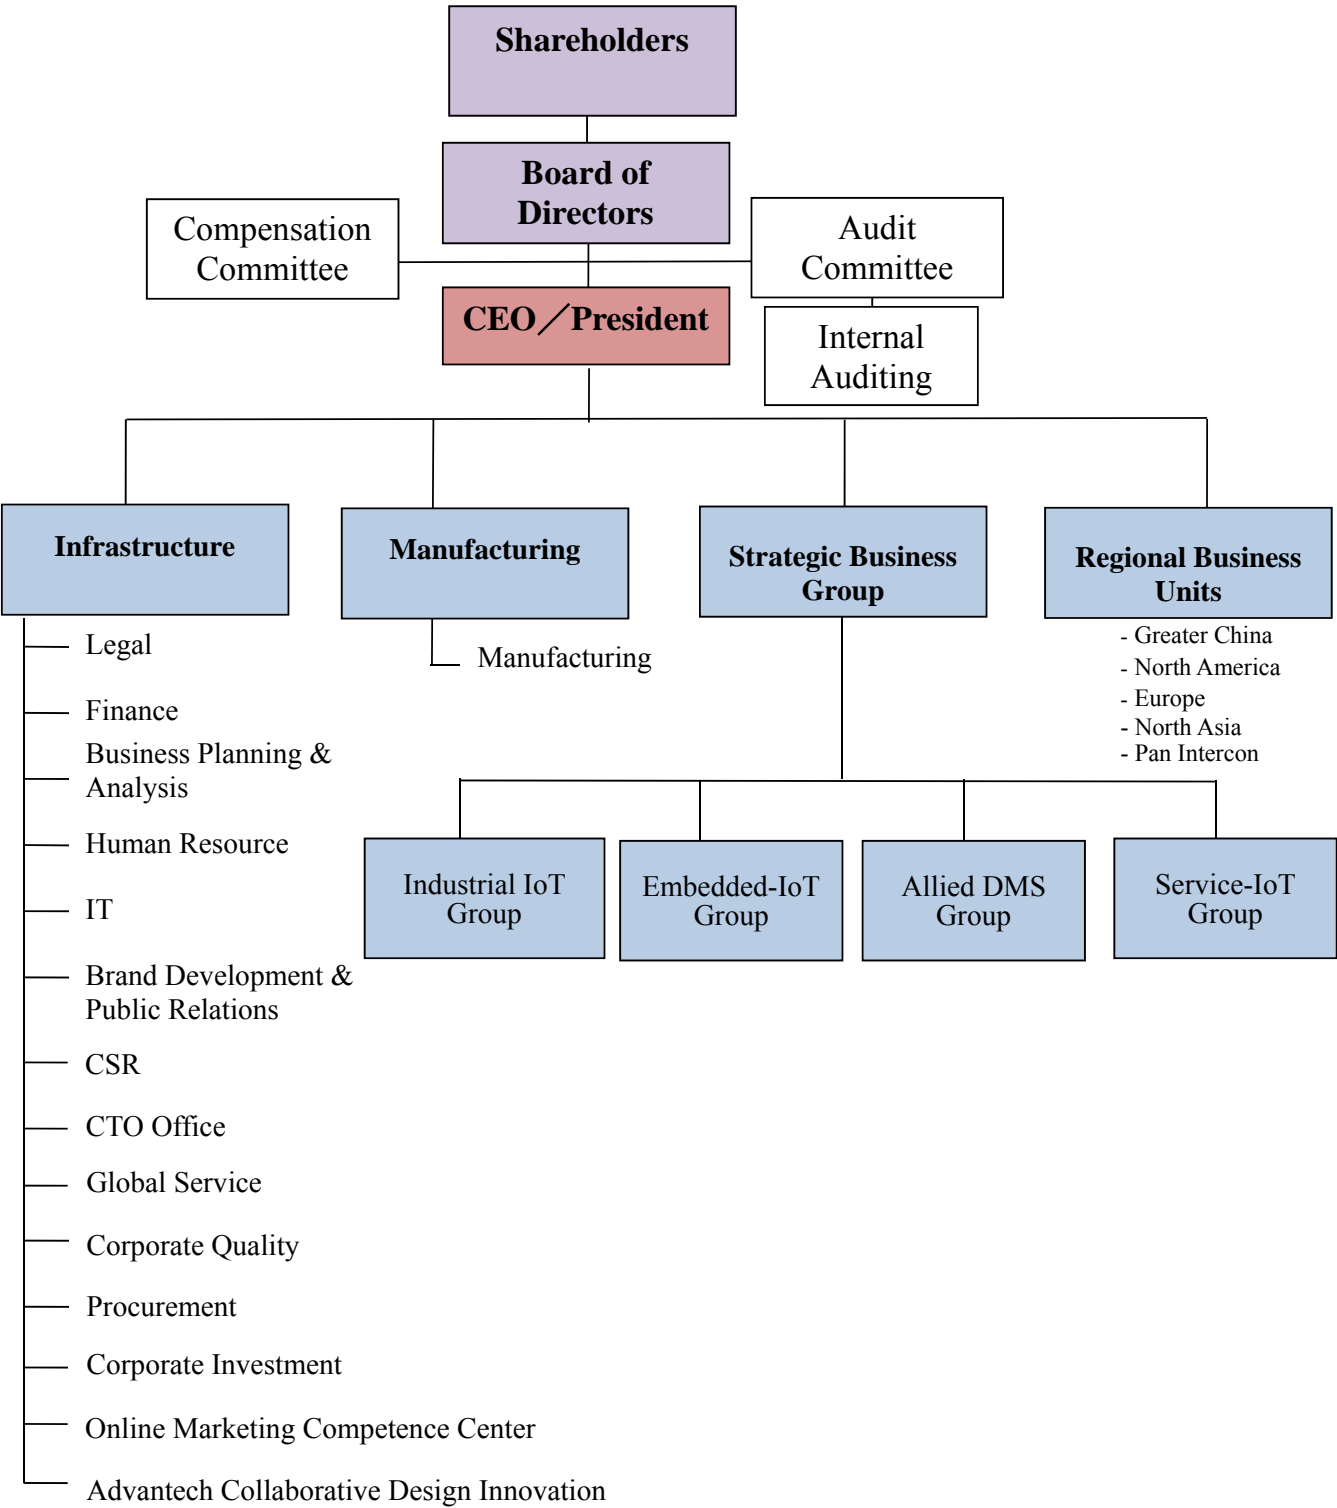 Shareholders
Board of
Directors
Compensation
Committee
Audit
Committee
CEO／President
Internal
Auditing
Infrastructure
Manufacturing
Strategic Business
Group
Regional Business
Units
Legal
Finance
Business Planning &
Analysis
Human Resource
IT
Brand Development &
Public Relations
CSR
CTO Office
Global Service
Corporate Quality
Procurement
Corporate Investment
Online Marketing Competence Center
Advantech Collaborative Design Innovation
Manufacturing
Industrial IoT
Group
Embedded-IoT
Group
Allied DMS
Group
Service-IoT
Group
- Greater China
- North America
- Europe
- North Asia
- Pan Intercon